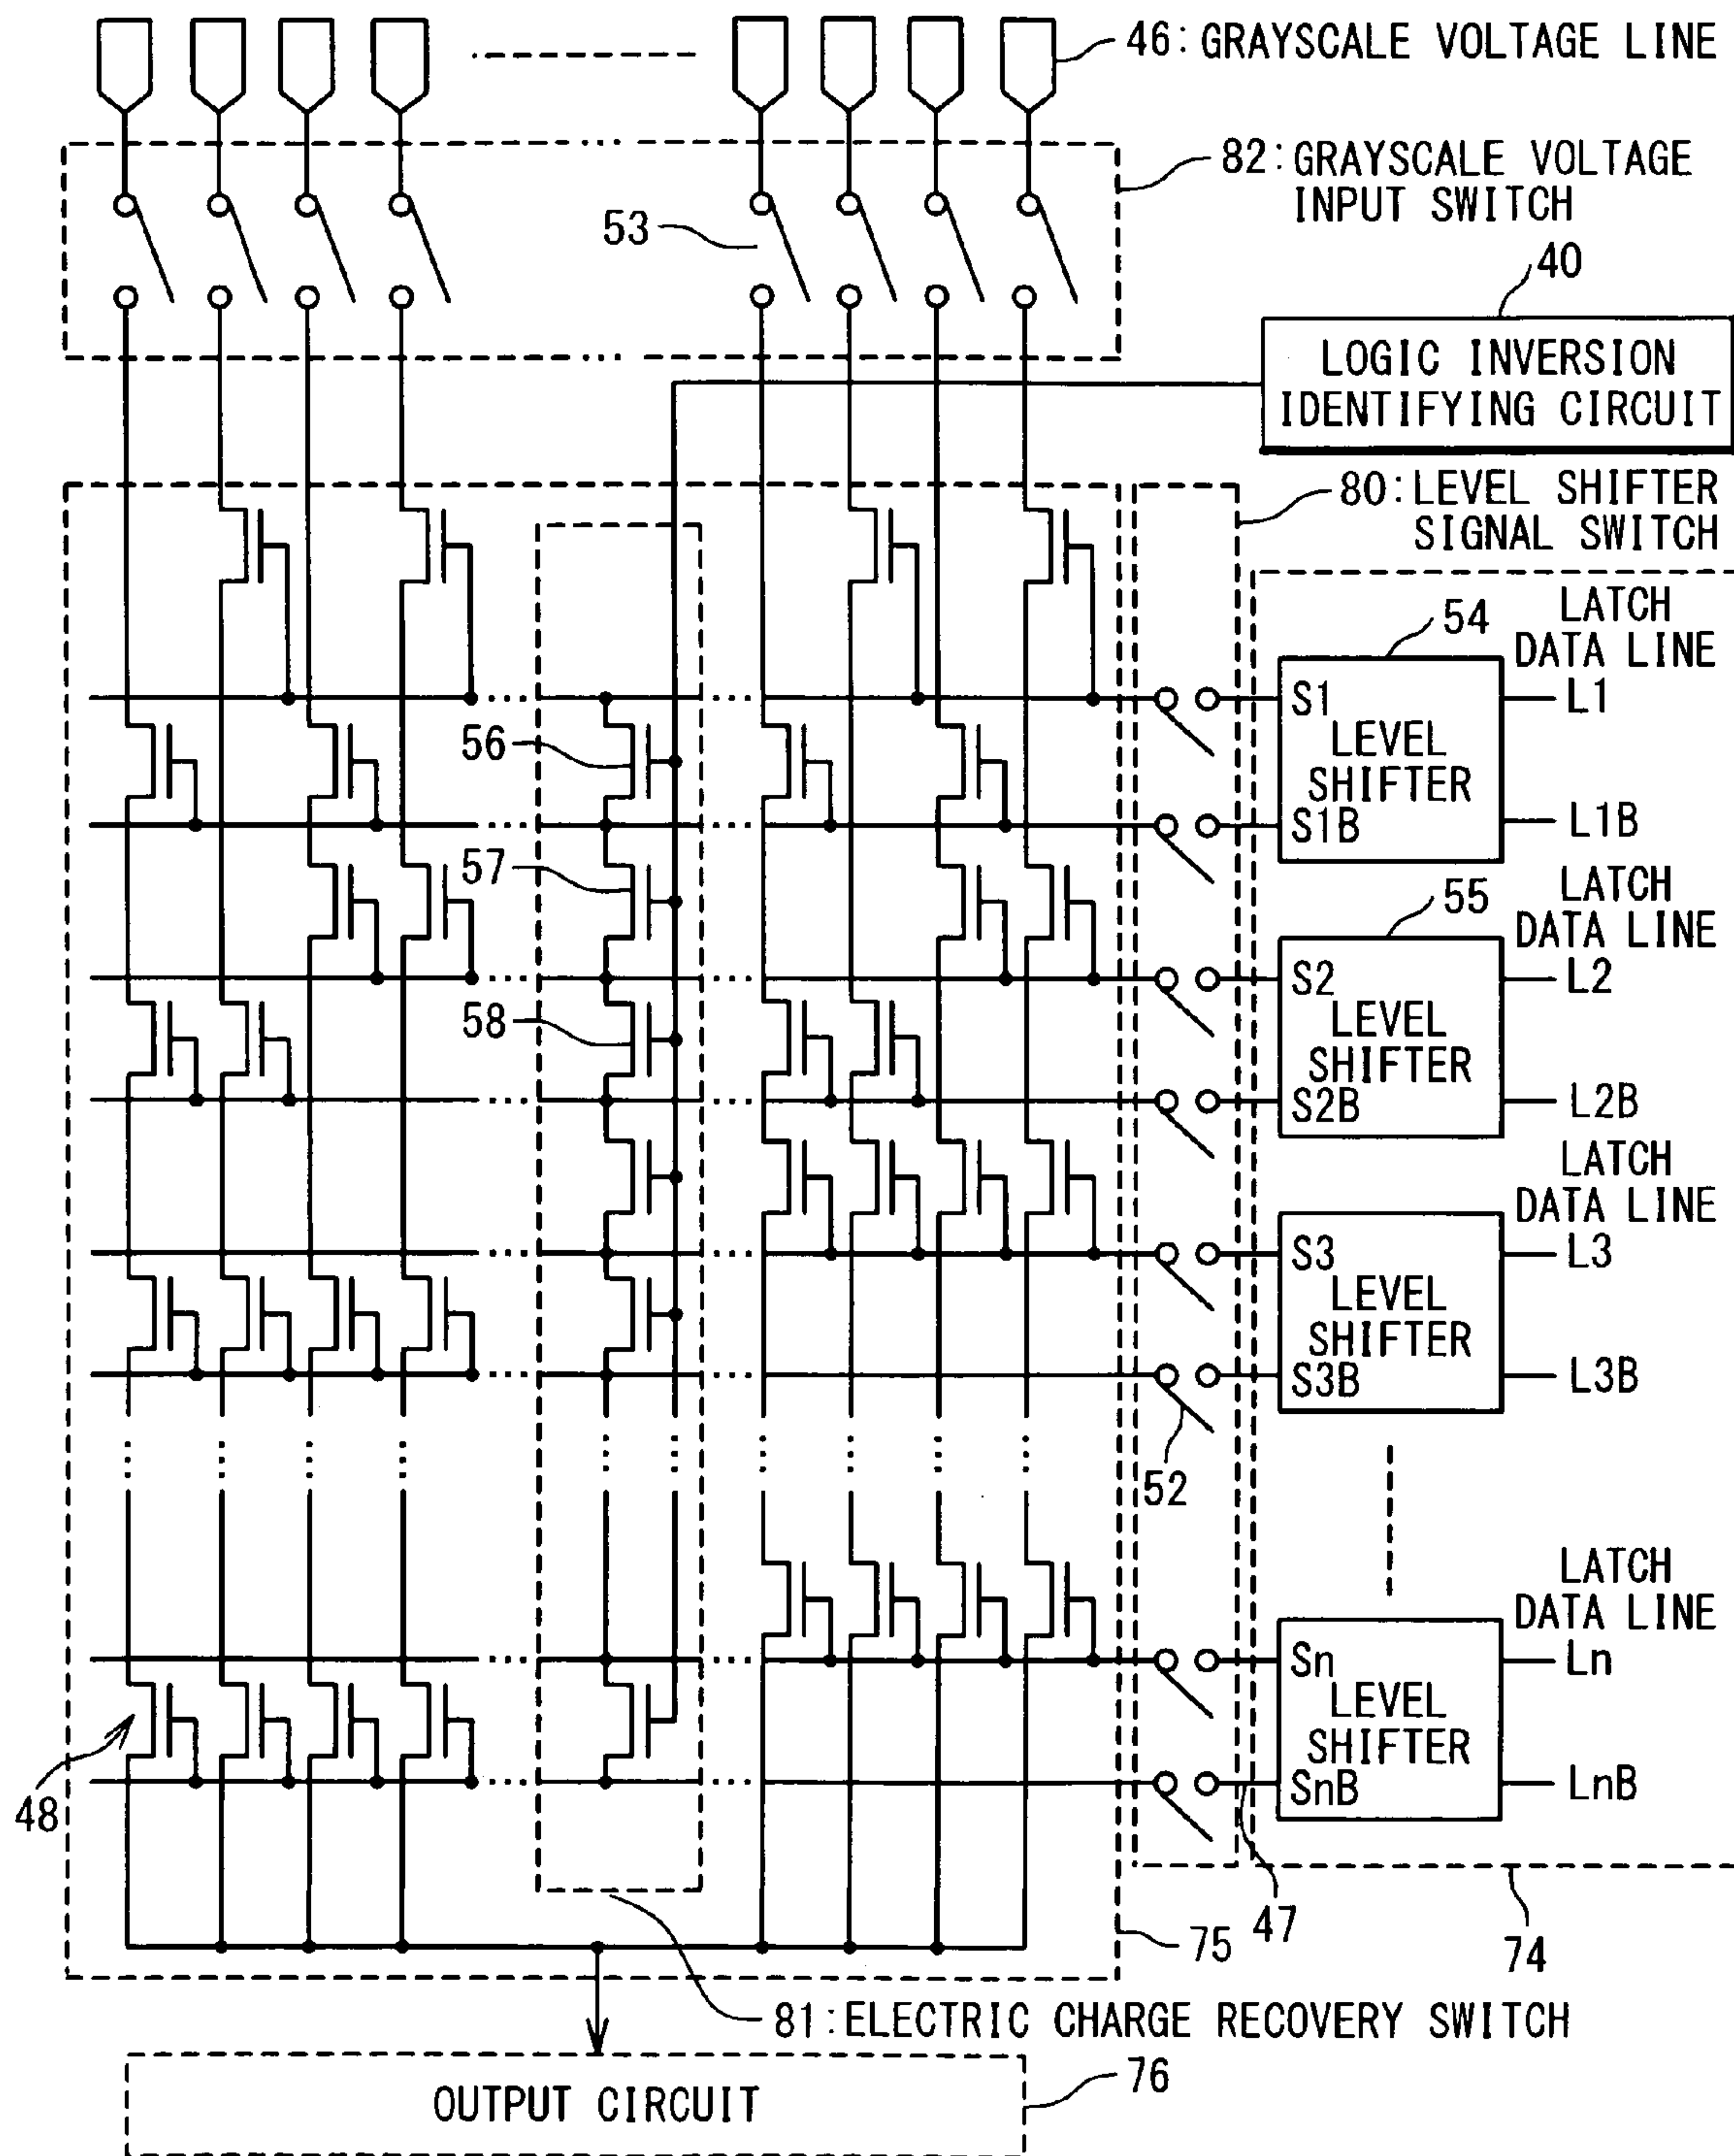 46:GRAYSCALE VOLTAGE LINE
82:GRAYSCALE VOLTAGE
INPUT SWITCH
53
40
LOGIC INVERSION
IDENTIFYING CIRCUIT
80:LEVEL SHIFTER
SIGNAL SWITCH
LATCH
DATA LINE
54
S1
L1
LEVEL
SHIFTER
56
S1B
L1B
57
LATCH
DATA LINE
55
S2
L2
LEVEL
SHIFTER
58
S2B
L2B
LATCH
DATA LINE
S3
L3
LEVEL
SHIFTER
S3B
L3B
52
LATCH
DATA LINE
Sn
Ln
LEVEL
SHIFTER
SnB
LnB
48
47
75
74
81:ELECTRIC CHARGE RECOVERY SWITCH
76
OUTPUT CIRCUIT